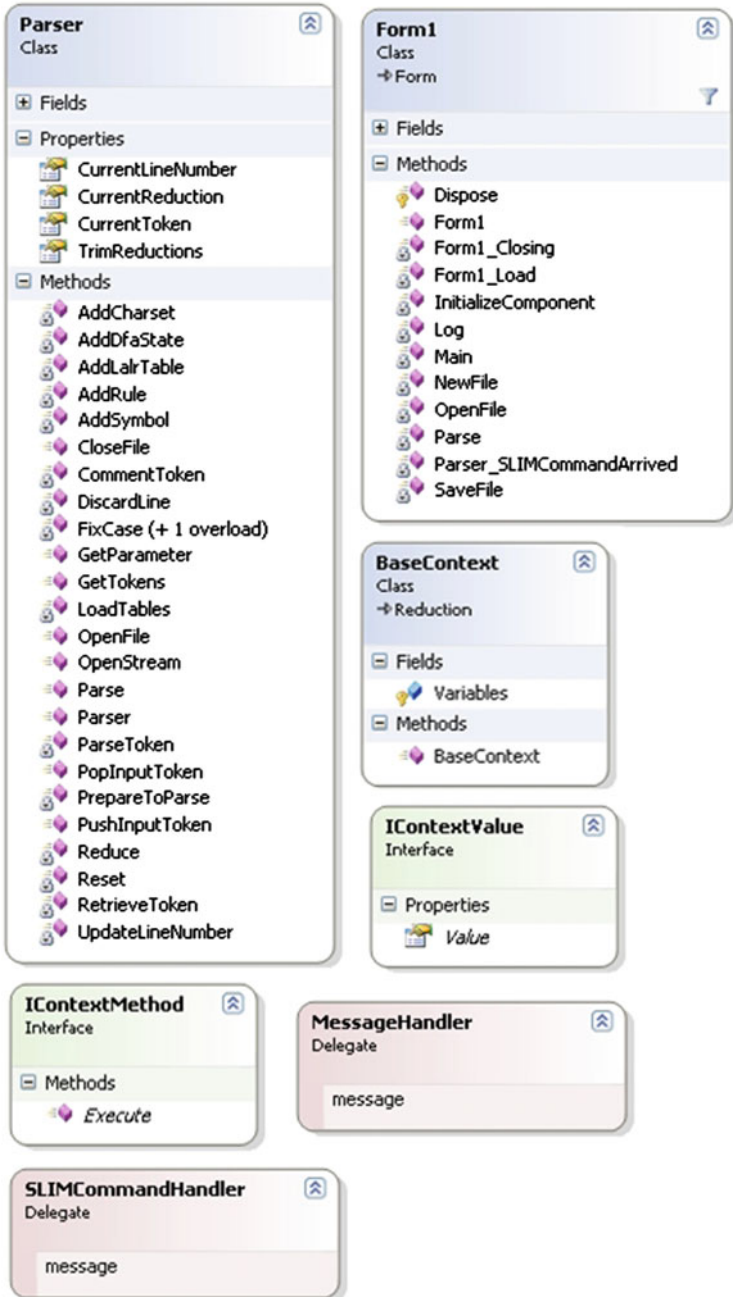 Parser
Class
Fields
Properties
CurrentLineNumber
CurrentReduction
CurrentToken
TrimReductions
Methods
AddCharset
AddDfaState
AddLalrTable
AddRule
AddSymbol
CloseFile
CommentToken
DiscardLine
FixCase (+ 1 overload)
GetParameter
GetTokens
LoadTables
OpenFile
OpenStream
Parse
Parser
ParseToken
PopInputToken
PrepareToParse
PushInputToken
Reduce
Reset
RetrieveToken
UpdateLineNumber
Form1
Class
Form
Fields
Methods
Dispose
Form1
Form1_Closing
Form1_Load
InitializeComponent
Log
Main
NewFile
OpenFile
Parse
Parser_SLIMCommandArrived
SaveFile
BaseContext
Class
Reduction
Fields
Variables
Methods
BaseContext
IContextValue
Interface
Properties
Value
IContextMethod
Interface
Methods
Execute
MessageHandler
Delegate
message
SLIMCommandHandler
Delegate
message